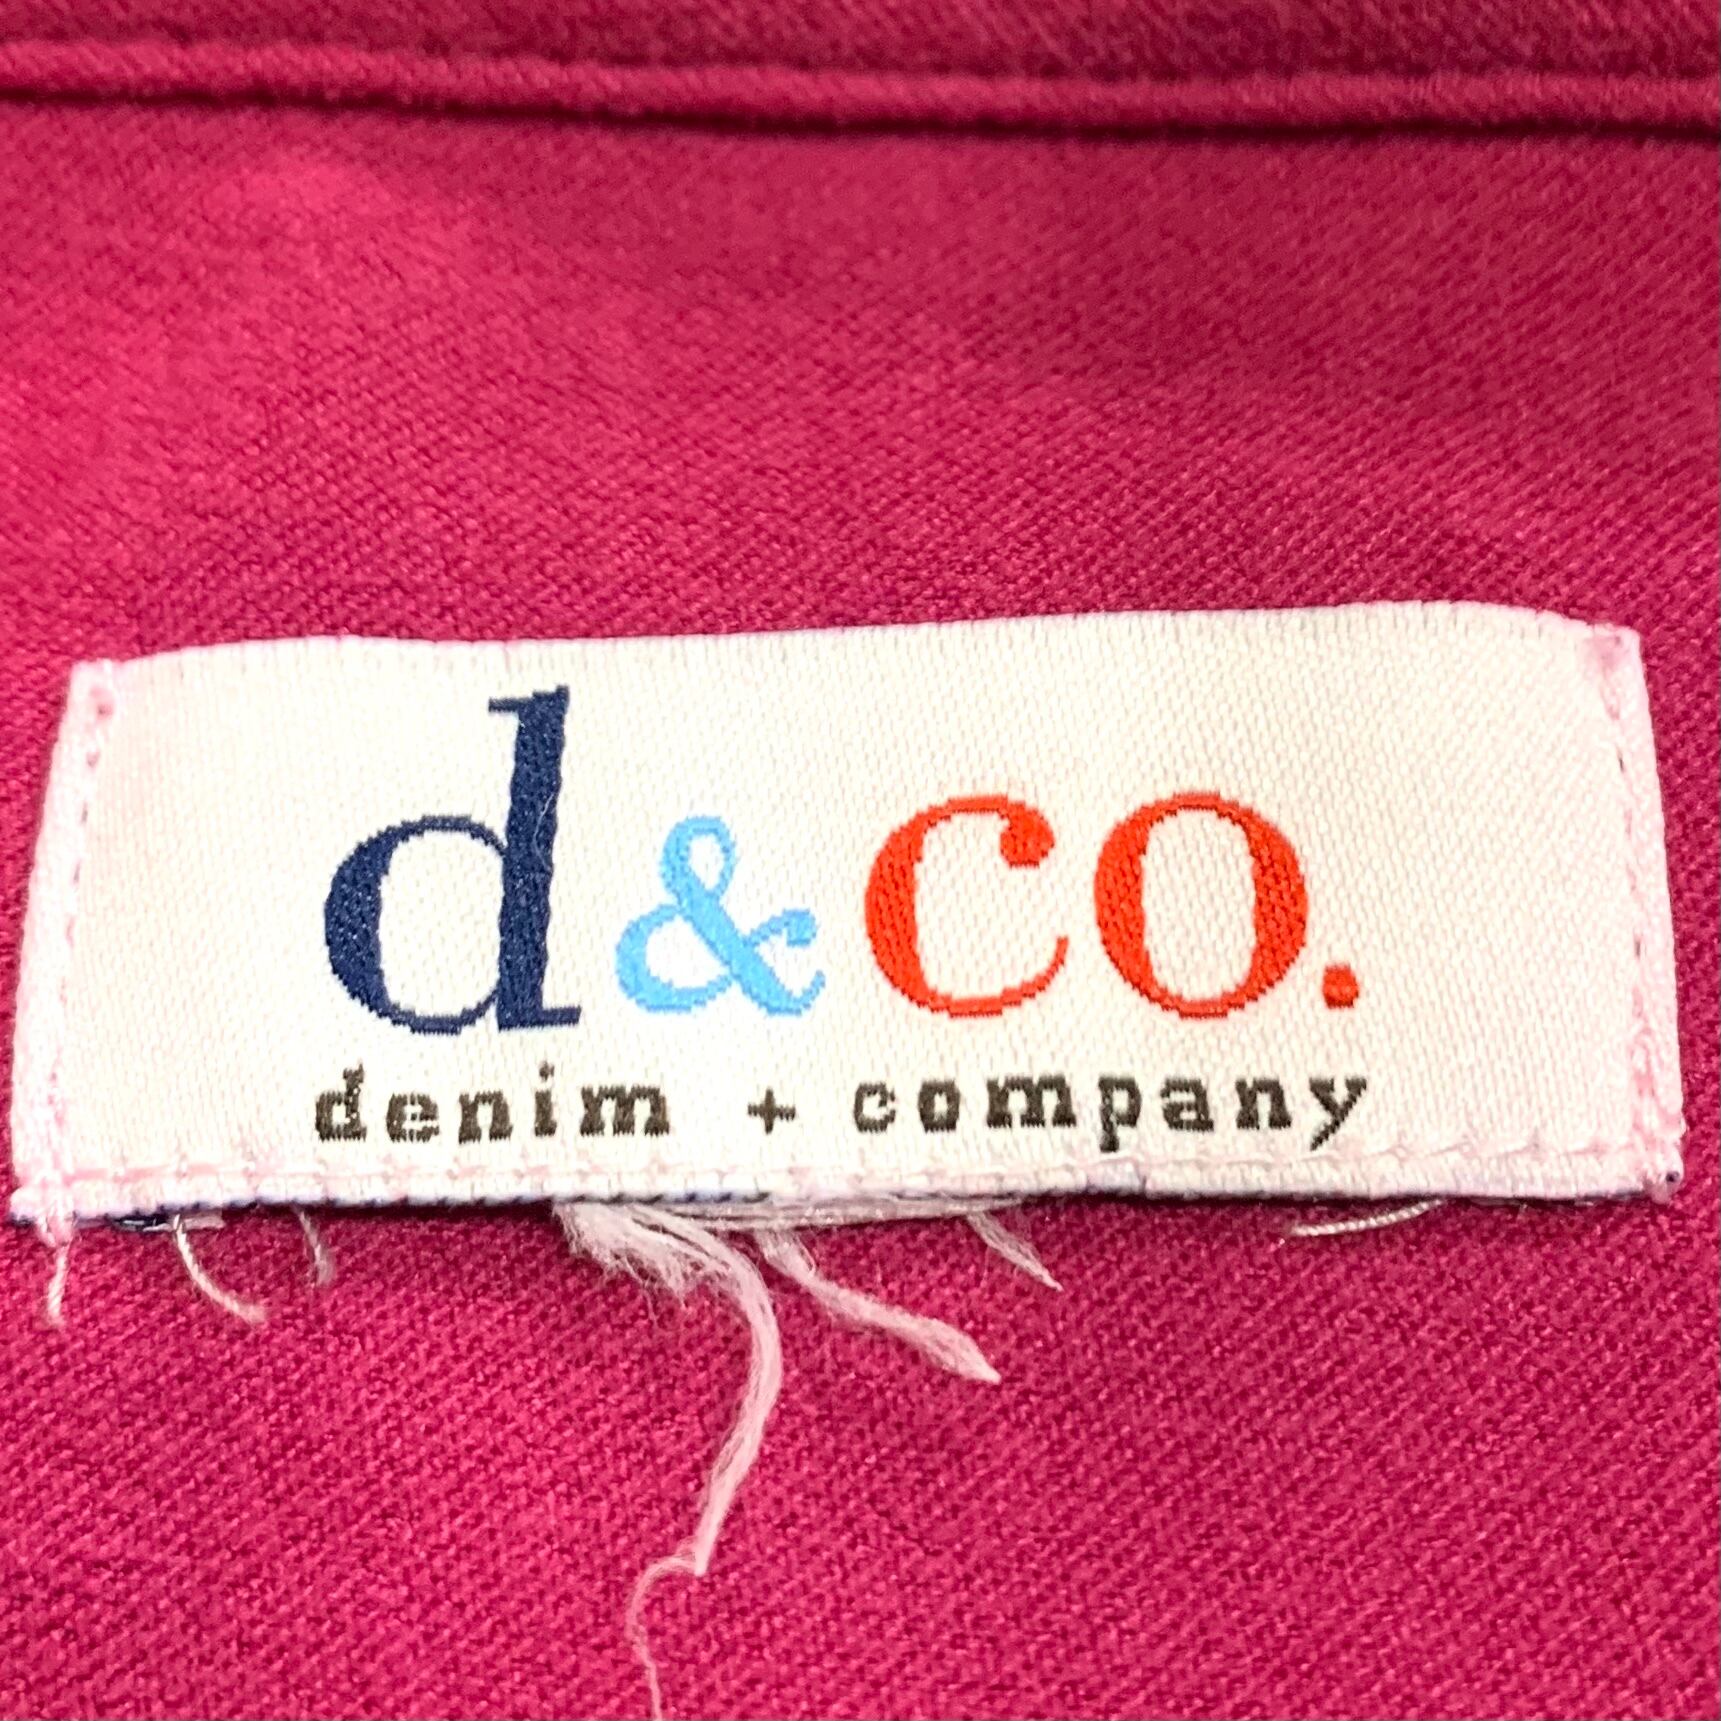 d & co.
denim + company